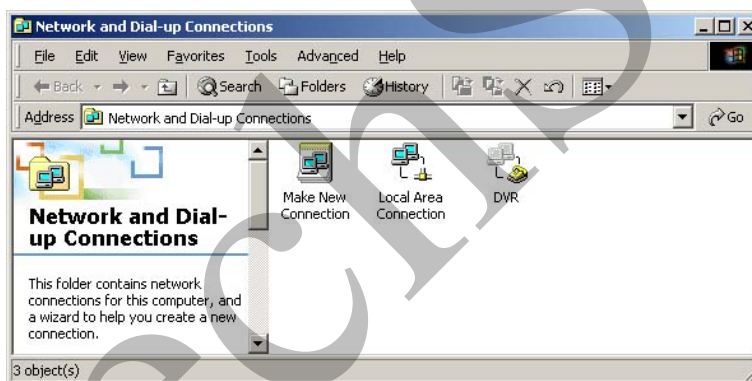 Network and Dial-up Connections
File Edit View Favorites Tools Advanced Help
Back Search Folders History
Address Network and Dial-up Connections Go
Make New Connection
Local Area Connection
DVR
Network and Dial-
up Connections
This folder contains network
connections for this computer, and
a wizard to help you create a new
connection.
3 object(s)